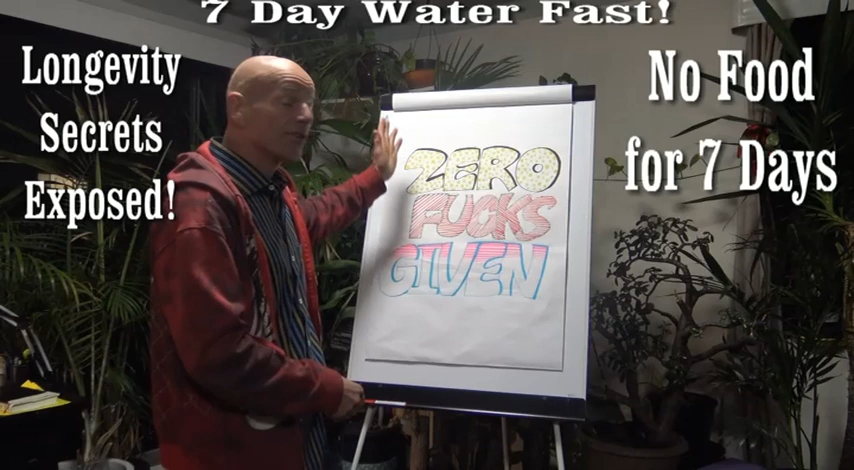 7 Day Water Fast!
Longevity
Secrets
Exposed!
No Food
for 7 Days
ZERO
FUCKS
GIVEN